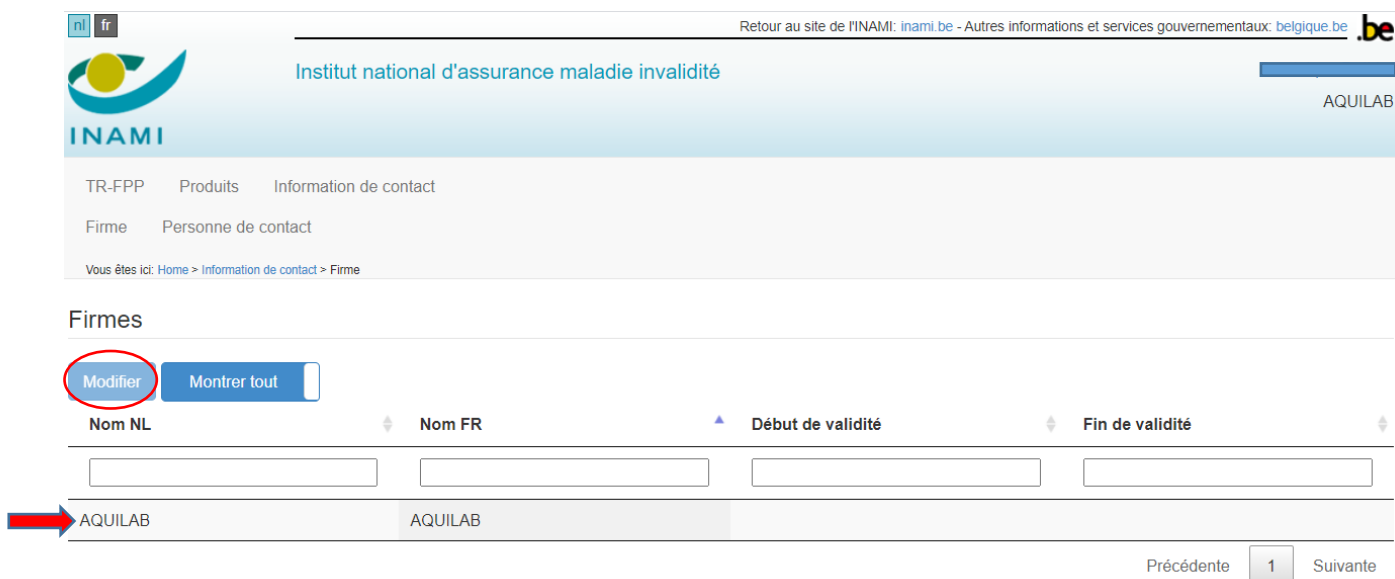 nl fr
Retour au site de l'INAMI: inami.be - Autres informations et services gouvernementaux: belgique.be .be
Institut national d'assurance maladie invalidité
AQUILAB
INAMI
TR-FPP Produits Information de contact
Firme Personne de contact
Vous êtes ici: Home > Information de contact > Firme
Firmes
Modifier Montrer tout
Nom NL Nom FR Début de validité Fin de validité
AQUILAB AQUILAB
Précédente 1 Suivante